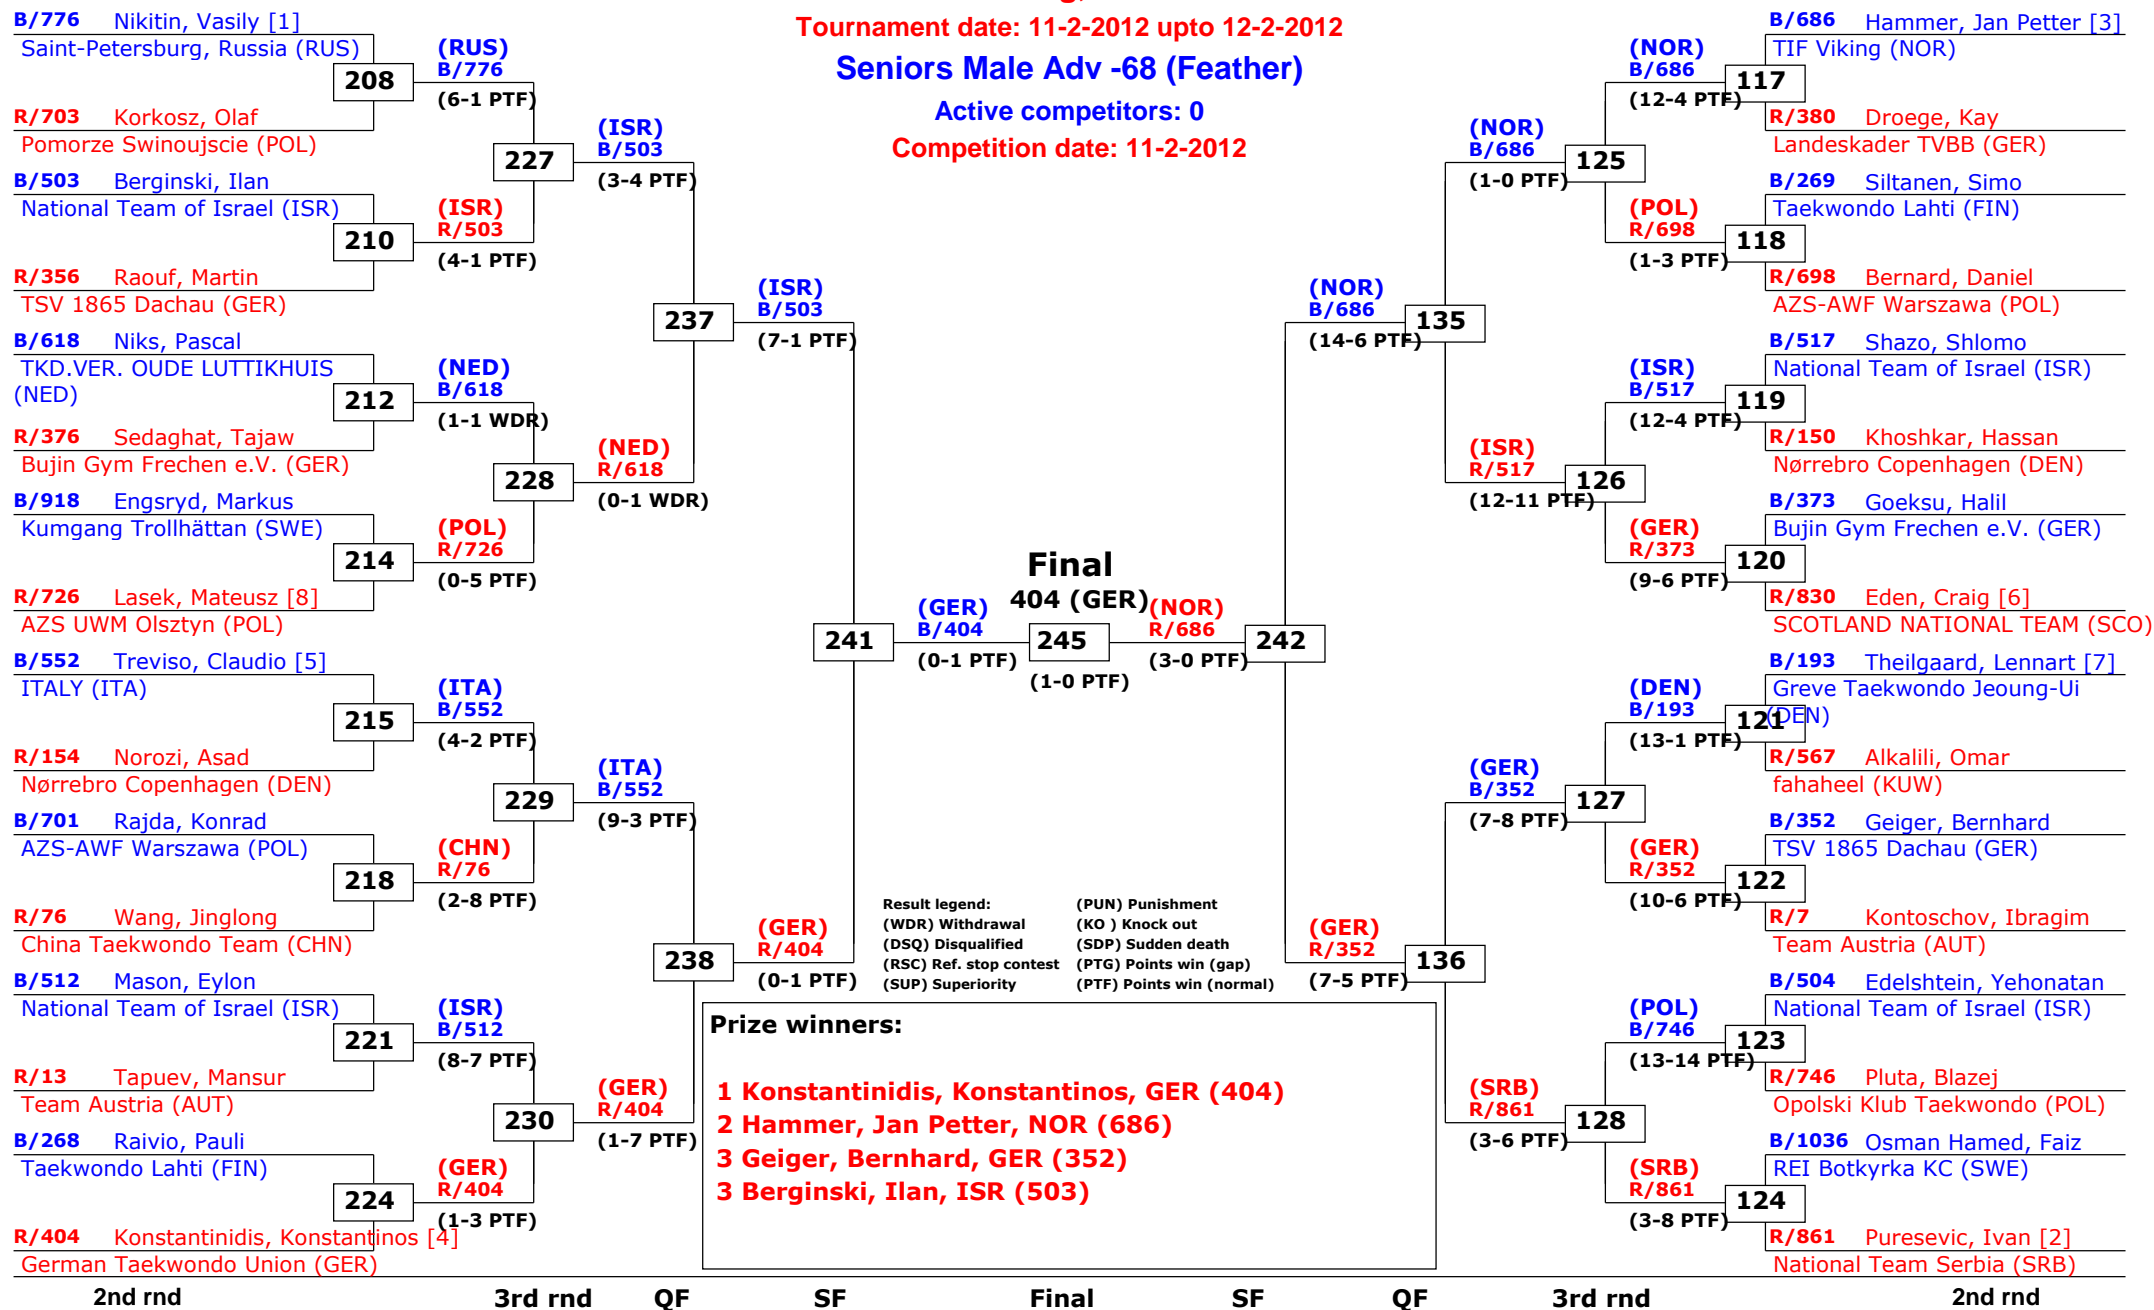 Tournament date: 11-2-2012 upto 12-2-2012
Seniors Male Adv -68 (Feather)
Active competitors: 0
Competition date: 11-2-2012
B/776 Nikitin, Vasily [1]
Saint-Petersburg, Russia (RUS)
208
R/703 Korkosz, Olaf
Pomorze Swinoujscie (POL)
B/503 Berginski, Ilan
National Team of Israel (ISR)
210
R/356 Raouf, Martin
TSV 1865 Dachau (GER)
B/618 Niks, Pascal
TKD.VER. OUDE LUTTIKHUIS
(NED)
212
R/376 Sedaghat, Tajaw
Bujin Gym Frechen e.V. (GER)
B/918 Engsryd, Markus
Kumgang Trollhättan (SWE)
214
R/726 Lasek, Mateusz [8]
AZS UWM Olsztyn (POL)
B/552 Treviso, Claudio [5]
ITALY (ITA)
215
R/154 Norozi, Asad
Nørrebro Copenhagen (DEN)
B/701 Rajda, Konrad
AZS-AWF Warszawa (POL)
218
R/76 Wang, Jinglong
China Taekwondo Team (CHN)
B/512 Mason, Eylon
National Team of Israel (ISR)
221
R/13 Tapuev, Mansur
Team Austria (AUT)
B/268 Raivio, Pauli
Taekwondo Lahti (FIN)
224
R/404 Konstantinidis, Konstantinos [4]
German Taekwondo Union (GER)
(RUS)
B/776
(6-1 PTF)
227
(ISR)
R/503
(4-1 PTF)
(NED)
B/618
(1-1 WDR)
228
(POL)
R/726
(0-5 PTF)
(ITA)
B/552
(4-2 PTF)
229
(CHN)
R/76
(2-8 PTF)
(ISR)
B/512
(8-7 PTF)
230
(GER)
R/404
(1-3 PTF)
(ISR)
B/503
(3-4 PTF)
237
(NED)
R/618
(0-1 WDR)
(ITA)
B/552
(9-3 PTF)
238
(GER)
R/404
(1-7 PTF)
(ISR)
B/503
(7-1 PTF)
241
(GER)
R/404
(0-1 PTF)
Final
404 (GER)
(GER)
B/404
(0-1 PTF)
245
(1-0 PTF)
(NOR)
R/686
(3-0 PTF)
242
(NOR)
B/686
(14-6 PTF)
135
(GER)
R/352
(7-5 PTF)
136
(NOR)
B/686
(1-0 PTF)
125
(ISR)
R/517
(12-11 PTF)
126
(GER)
B/352
(7-8 PTF)
127
(SRB)
R/861
(3-6 PTF)
128
(NOR)
B/686
(12-4 PTF)
117
(POL)
R/698
(1-3 PTF)
118
(ISR)
B/517
(12-4 PTF)
119
(GER)
R/373
(9-6 PTF)
120
(DEN)
B/193
(13-1 PTF)
121
(GER)
R/352
(10-6 PTF)
122
(POL)
B/746
(13-14 PTF)
123
(SRB)
R/861
(3-8 PTF)
124
B/686 Hammer, Jan Petter [3]
TIF Viking (NOR)
R/380 Droege, Kay
Landeskader TVBB (GER)
B/269 Siltanen, Simo
Taekwondo Lahti (FIN)
R/698 Bernard, Daniel
AZS-AWF Warszawa (POL)
B/517 Shazo, Shlomo
National Team of Israel (ISR)
R/150 Khoshkar, Hassan
Nørrebro Copenhagen (DEN)
B/373 Goeksu, Halil
Bujin Gym Frechen e.V. (GER)
R/830 Eden, Craig [6]
SCOTLAND NATIONAL TEAM (SCO)
B/193 Theilgaard, Lennart [7]
Greve Taekwondo Jeoung-Ui
(DEN)
R/567 Alkalili, Omar
fahaheel (KUW)
B/352 Geiger, Bernhard
TSV 1865 Dachau (GER)
R/7 Kontoschov, Ibragim
Team Austria (AUT)
B/504 Edelshtein, Yehonatan
National Team of Israel (ISR)
R/746 Pluta, Blazej
Opolski Klub Taekwondo (POL)
B/1036 Osman Hamed, Faiz
REI Botkyrka KC (SWE)
R/861 Puresevic, Ivan [2]
National Team Serbia (SRB)
Result legend: (PUN) Punishment
(WDR) Withdrawal (KO ) Knock out
(DSQ) Disqualified (SDP) Sudden death
(RSC) Ref. stop contest (PTG) Points win (gap)
(SUP) Superiority (PTF) Points win (normal)
Prize winners:
1 Konstantinidis, Konstantinos, GER (404)
2 Hammer, Jan Petter, NOR (686)
3 Geiger, Bernhard, GER (352)
3 Berginski, Ilan, ISR (503)
2nd rnd 3rd rnd QF SF Final SF QF 3rd rnd 2nd rnd